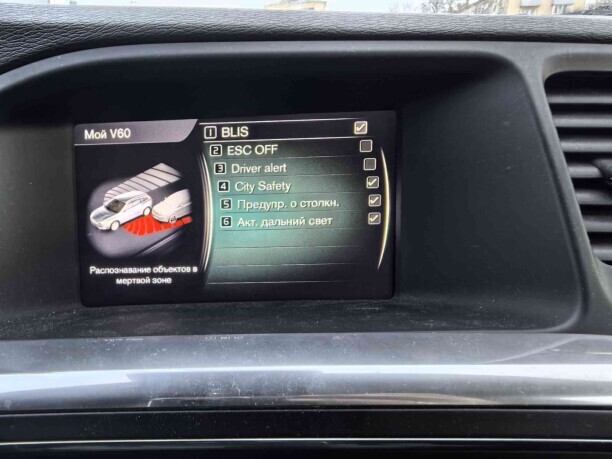 Мой V60
1 BLIS
2 ESC OFF
3 Driver alert
4 City Safety
5 Предупр. о столкн.
6 Акт. дальний свет
Распознавание объектов в
мертвой зоне